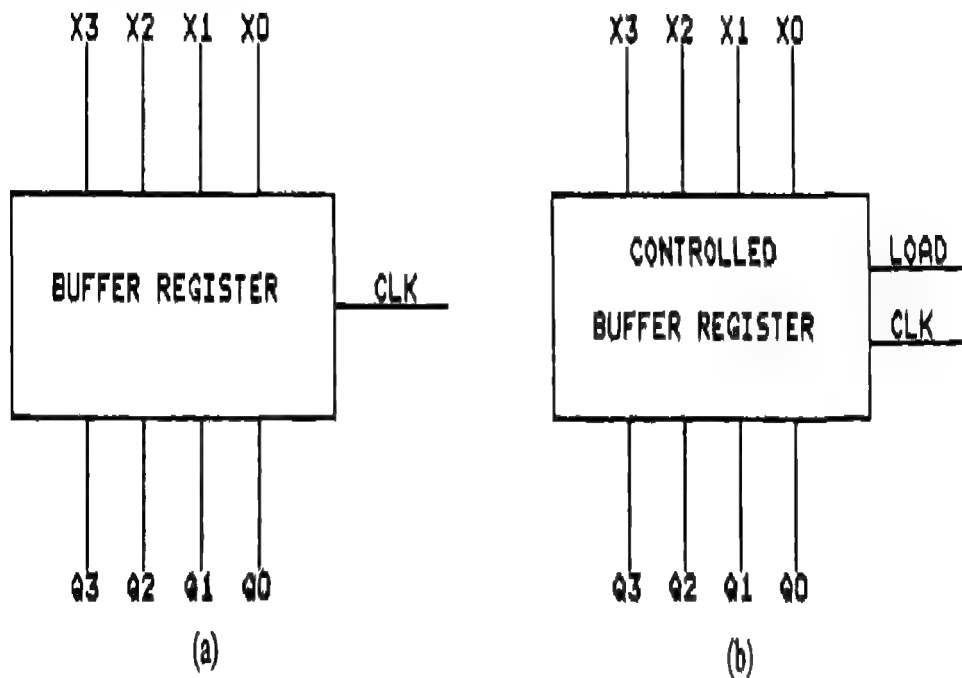 X3 X2 X1 X0
BUFFER REGISTER
CLK
Q3 Q2 Q1 Q0
(a)
X3 X2 X1 X0
CONTROLLED
BUFFER REGISTER
LOAD
CLK
Q3 Q2 Q1 Q0
(b)